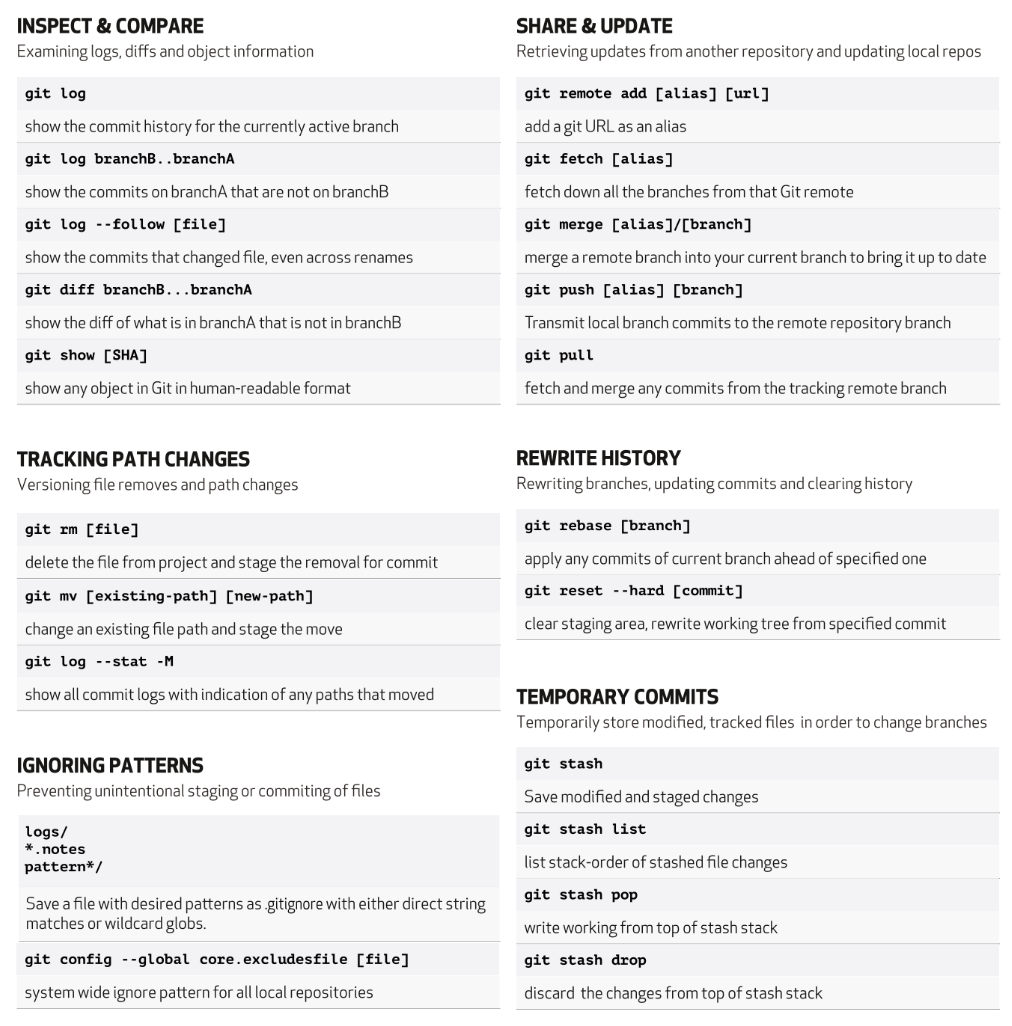 INSPECT & COMPARE
Examining logs, diffs and object information
git log
show the commit history for the currently active branch
git log branchB..branchA
show the commits on branchA that are not on branchB
git log --follow [file]
show the commits that changed file, even across renames
git diff branchB...branchA
show the diff of what is in branchA that is not in branchB
git show [SHA]
show any object in Git in human-readable format
TRACKING PATH CHANGES
Versioning file removes and path changes
git rm [file]
delete the file from project and stage the removal for commit
git mv [existing-path] [new-path]
change an existing file path and stage the move
git log --stat -M
show all commit logs with indication of any paths that moved
IGNORING PATTERNS
Preventing unintentional staging or commiting of files
logs/
*.notes
pattern*/
Save a file with desired patterns as .gitignore with either direct string
matches or wildcard globs.
git config --global core.excludesfile [file]
system wide ignore pattern for all local repositories
SHARE & UPDATE
Retrieving updates from another repository and updating local repos
git remote add [alias] [url]
add a git URL as an alias
git fetch [alias]
fetch down all the branches from that Git remote
git merge [alias]/[branch]
merge a remote branch into your current branch to bring it up to date
git push [alias] [branch]
Transmit local branch commits to the remote repository branch
git pull
fetch and merge any commits from the tracking remote branch
REWRITE HISTORY
Rewriting branches, updating commits and clearing history
git rebase [branch]
apply any commits of current branch ahead of specified one
git reset --hard [commit]
clear staging area, rewrite working tree from specified commit
TEMPORARY COMMITS
Temporarily store modified, tracked files in order to change branches
git stash
Save modified and staged changes
git stash list
list stack-order of stashed file changes
git stash pop
write working from top of stash stack
git stash drop
discard the changes from top of stash stack